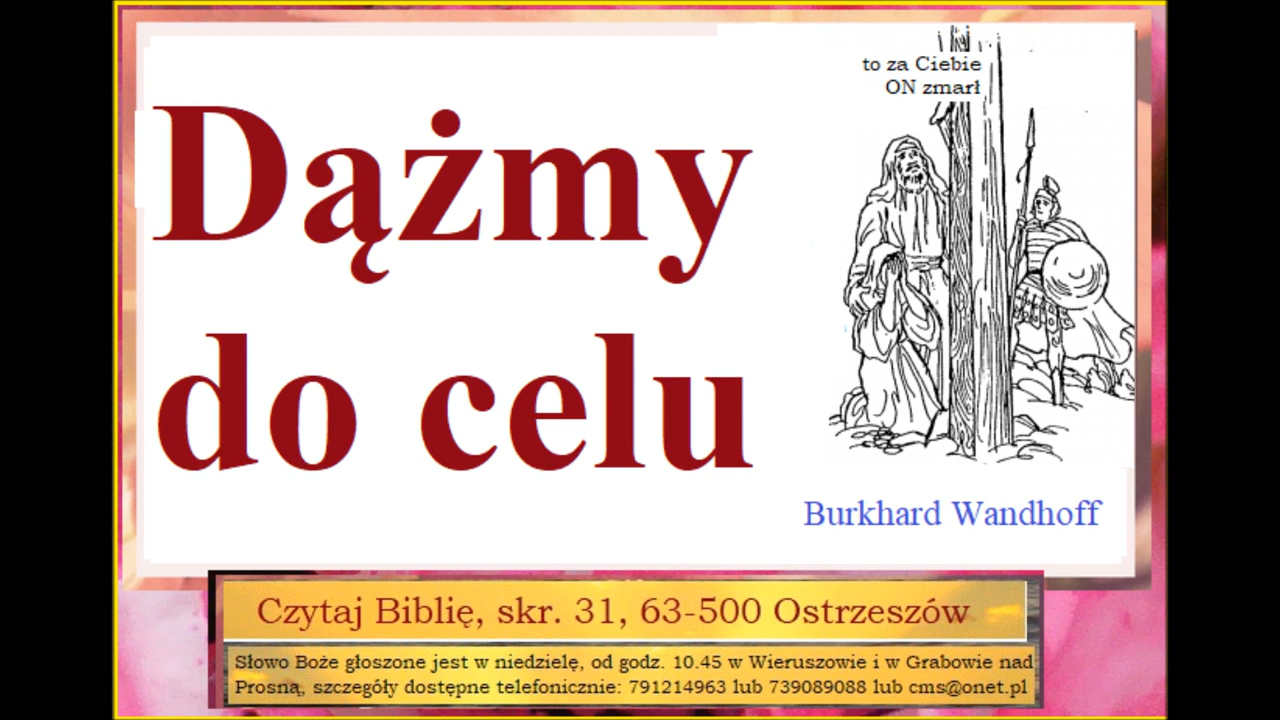 to za Ciebie
ON zmarł
Dążmy
do celu
Burkhard Wandhoff
Czytaj Biblię, skr. 31, 63-500 Ostrzeszów
Słowo Boże głoszone jest w niedzielę, od godz. 10.45 w Wieruszowie i w Grabowie nad
Prosną, szczegóły dostępne telefonicznie: 791214963 lub 739089088 lub cms@onet.pl